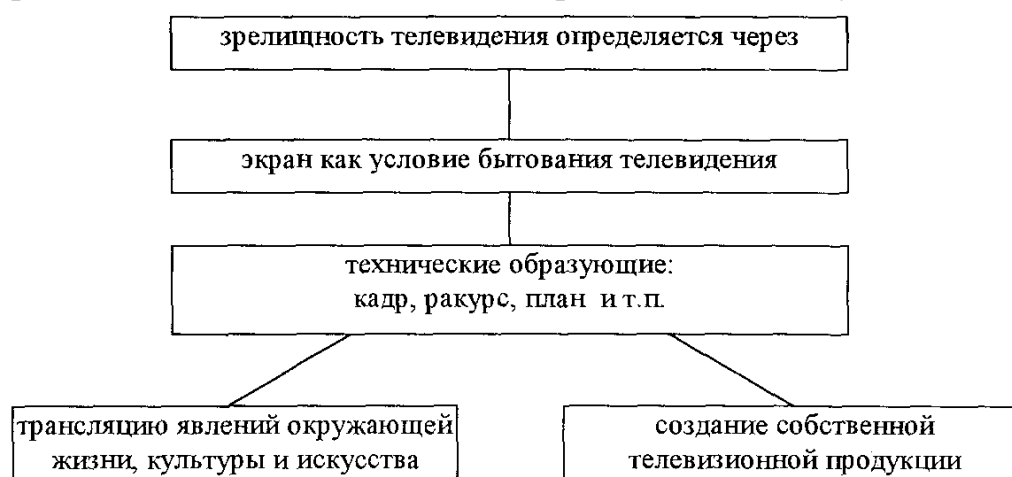 зрелищность телевидения определяется через
экран как условие бытования телевидения
технические образующие:
кадр, ракурс, план и т.п.
трансляцию явлений окружающей
жизни, культуры и искусства
создание собственной
телевизионной продукции